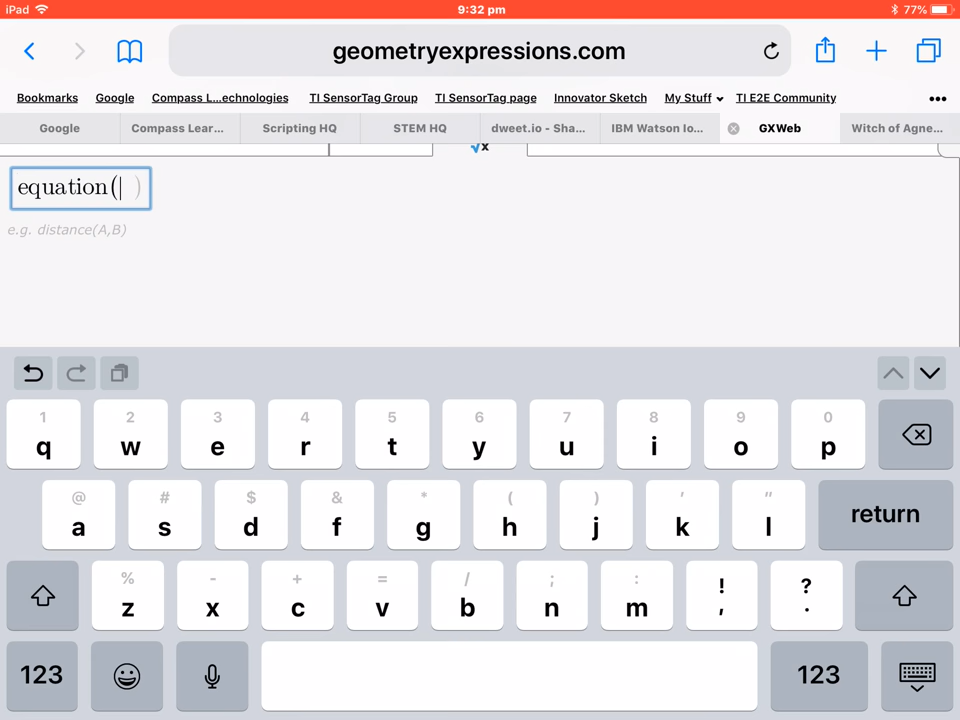 iPad 9:32 pm 77%
geometryexpressions.com
Bookmarks Google Compass L...echnologies TI SensorTag Group TI SensorTag page Innovator Sketch My Stuff TI E2E Community •••
Google Compass Lear... Scripting HQ STEM HQ dweet.io - Sha... IBM Watson Io... GXWeb Witch of Agne...
√x
equation( )
e.g. distance(A,B)
1 2 3 4 5 6 7 8 9 0
q w e r t y u i o p
@ # $ & * ( ) ' "
a s d f g h j k l return
% - + = / ; : ! ?
z x c v b n m , .
123 123